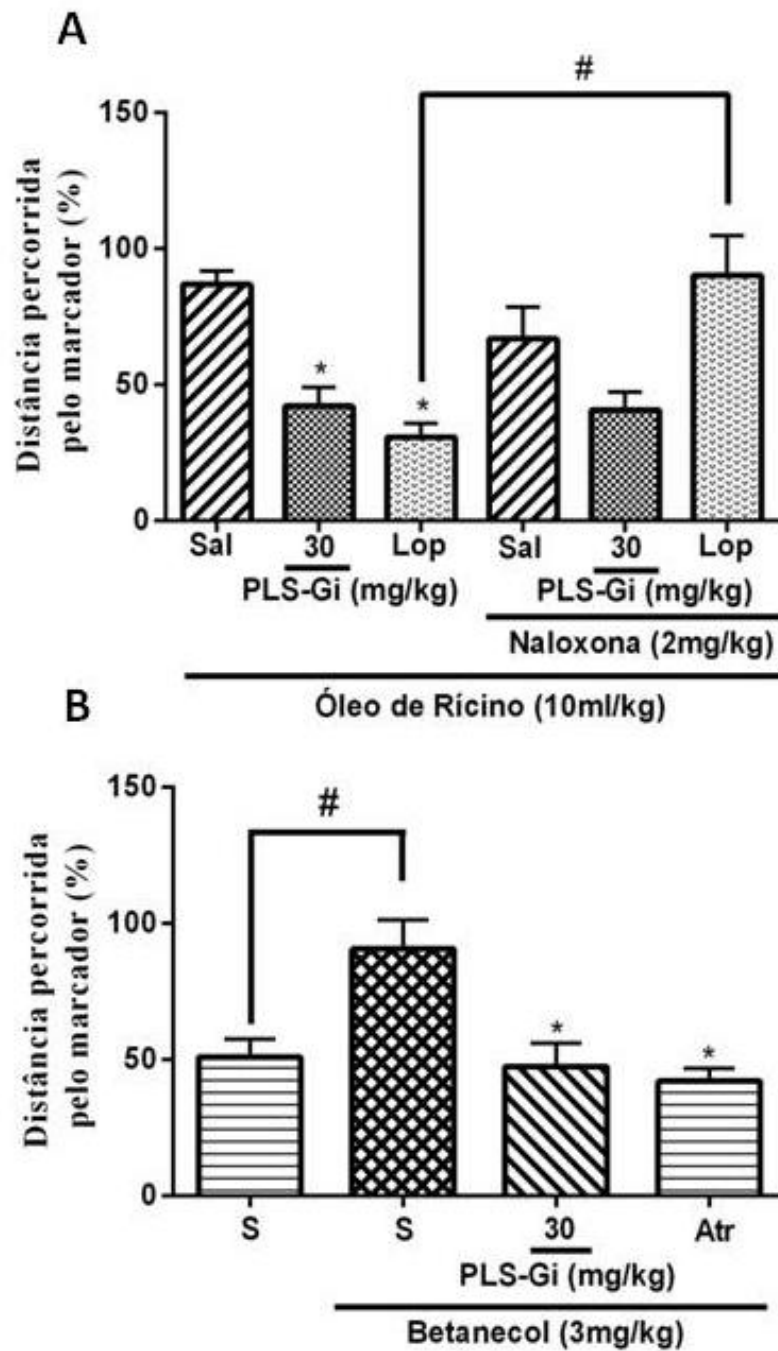 A
#
Distância percorrida
pelo marcador (%)
150
100
50
0
*
*
Sal 30 Lop Sal 30 Lop
PLS-Gi (mg/kg) PLS-Gi (mg/kg)
Naloxona (2mg/kg)
Óleo de Rícino (10ml/kg)
B
#
Distância percorrida
pelo marcador (%)
150
100
50
0
*
*
S S 30 Atr
PLS-Gi (mg/kg)
Betanecol (3mg/kg)